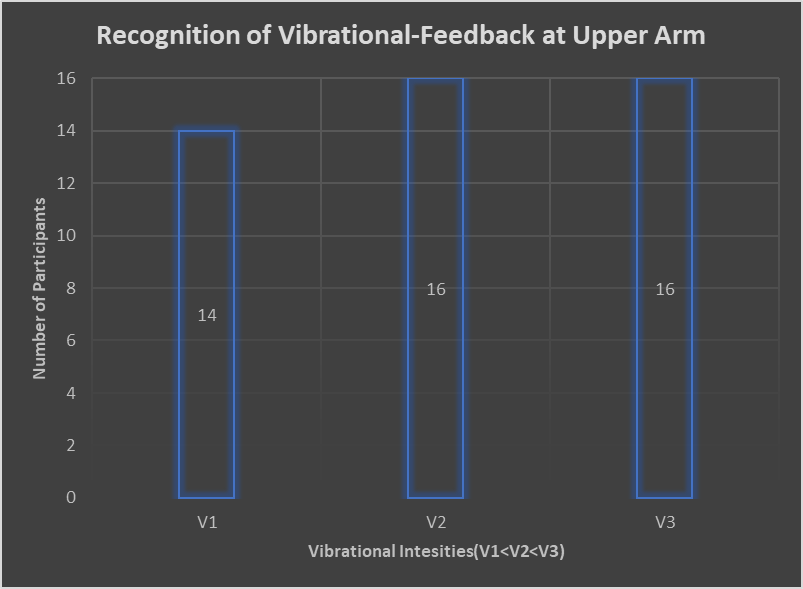 Recognition of Vibrational-Feedback at Upper Arm
Number of Participants
16
14
12
10
8
6
4
2
0
14
16
16
V1
V2
V3
Vibrational Intesities(V1<V2<V3)